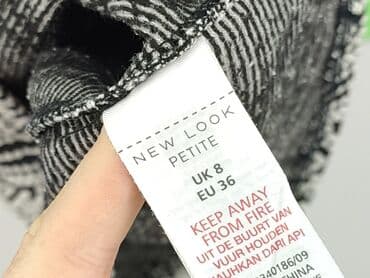 NEW LOOK
PETITE
UK 8
EU 36
KEEP AWAY
FROM FIRE
UIT DE BUURT VAN
VUUR HOUDEN
DARI API